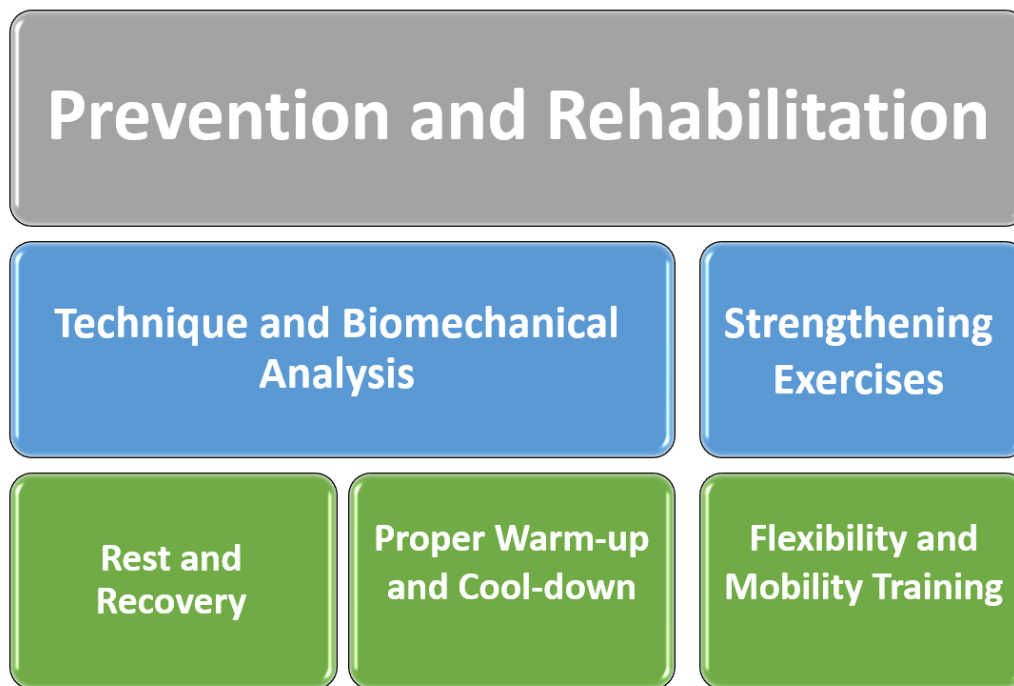 Prevention and Rehabilitation
Technique and Biomechanical
Analysis
Strengthening
Exercises
Rest and
Recovery
Proper Warm-up
and Cool-down
Flexibility and
Mobility Training